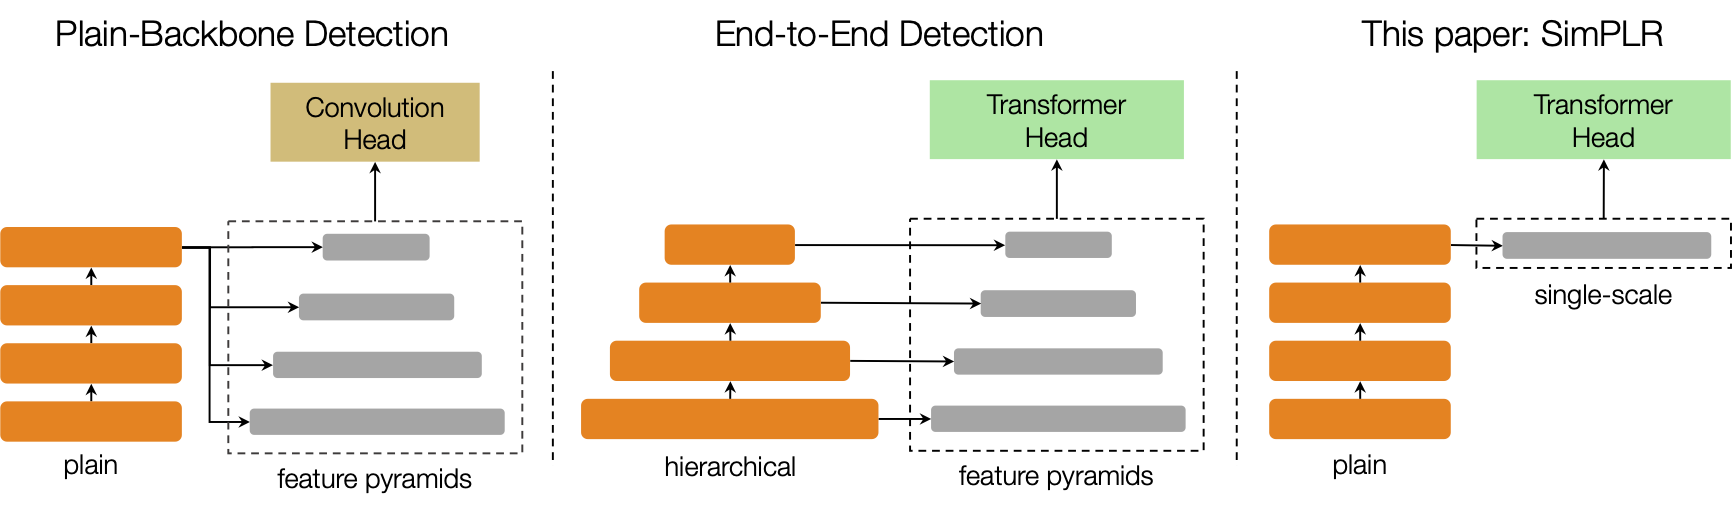 Plain-Backbone Detection
Convolution
Head
plain
feature pyramids
End-to-End Detection
Transformer
Head
hierarchical
feature pyramids
This paper: SimPLR
Transformer
Head
single-scale
plain